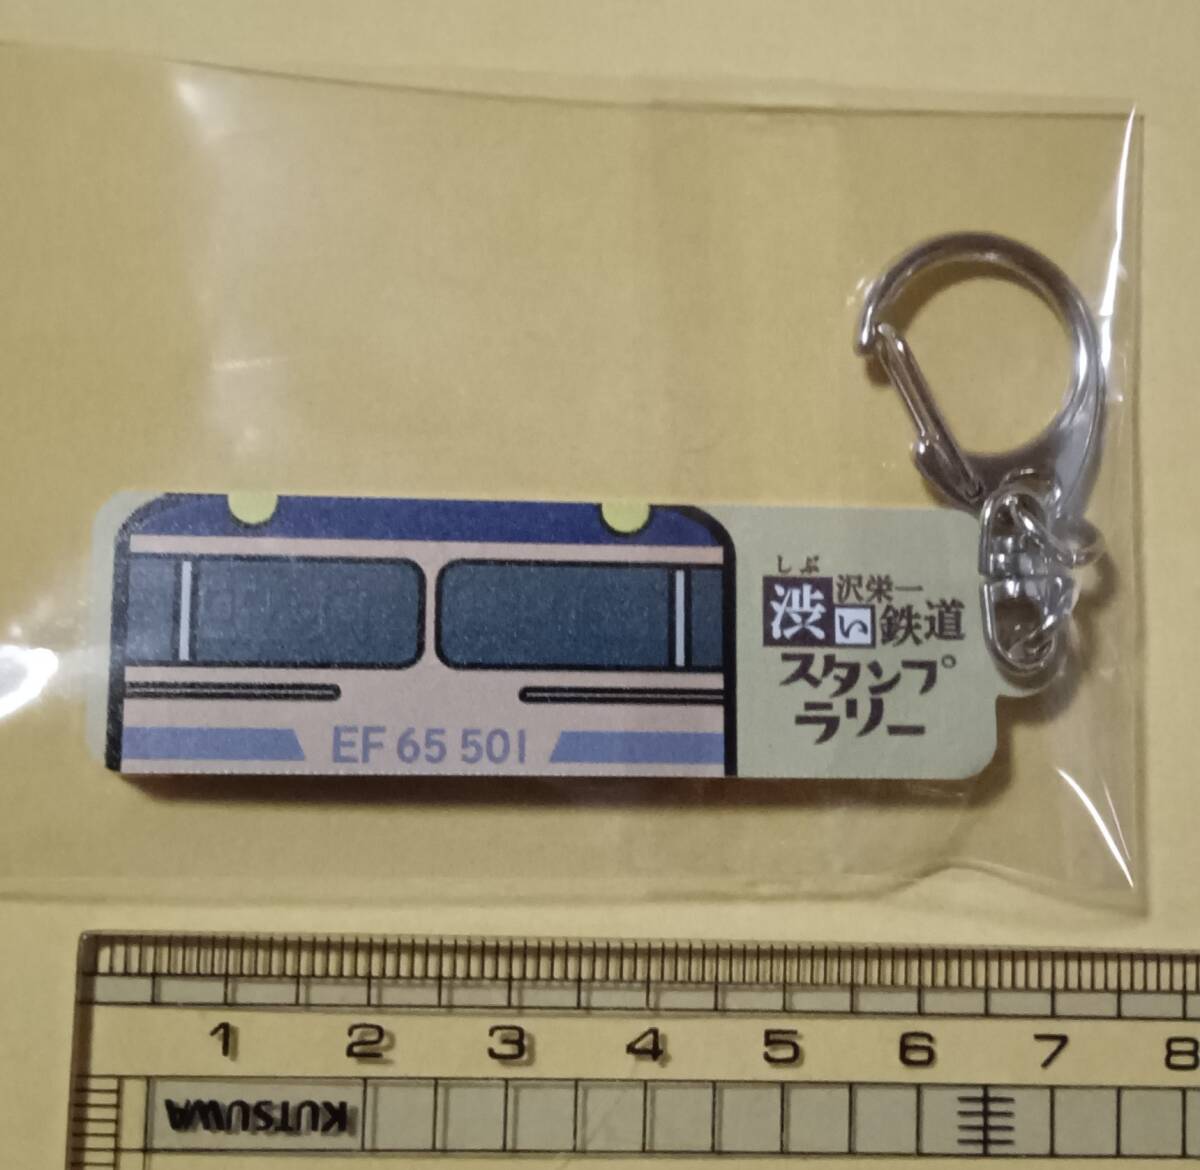 しぶ
渋沢栄一
い鉄道
スタンプ
ラリー
EF 65 501
1 2 3 4 5 6 7 8
KUTSUWA